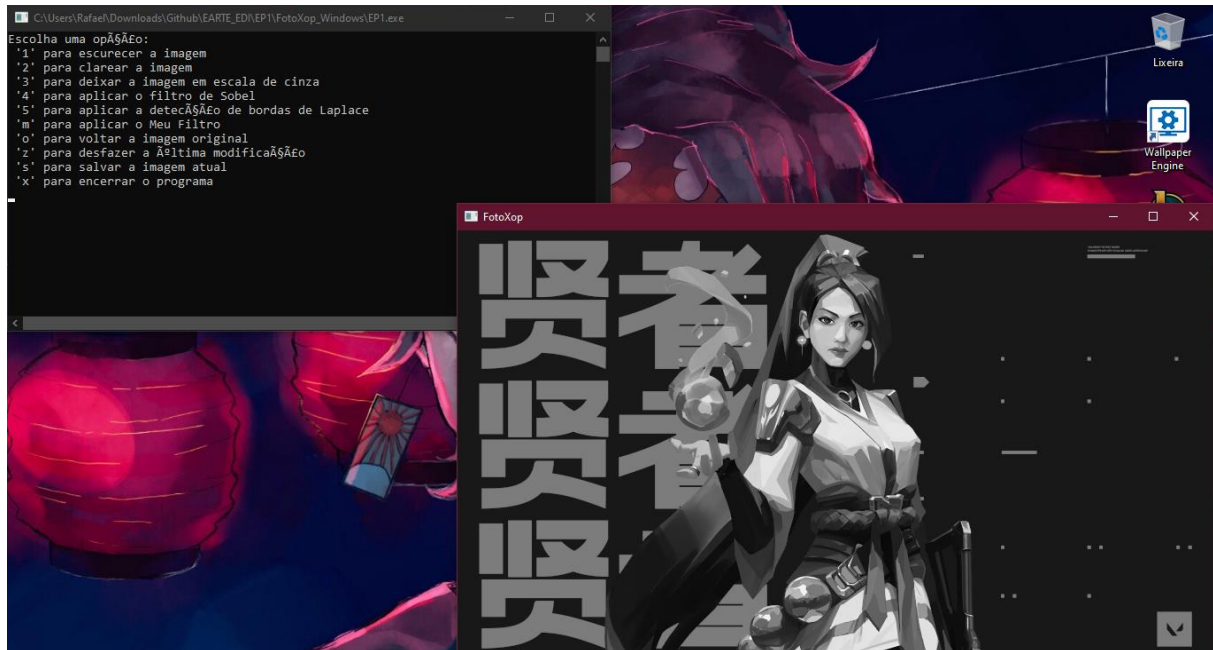 C:\Users\Rafael\Downloads\Github\EARTE_EDI\EP1\FotoXop_Windows\EP1.exe
Escolha uma opÃ§Ã£o:
'1' para escurecer a imagem
'2' para clarear a imagem
'3' para deixar a imagem em escala de cinza
'4' para aplicar o filtro de Sobel
'5' para aplicar a detecÃ§Ã£o de bordas de Laplace
'm' para aplicar o Meu Filtro
'o' para voltar a imagem original
'z' para desfazer a Ãºltima modificaÃ§Ã£o
's' para salvar a imagem atual
'x' para encerrar o programa
Lixeira
Wallpaper
Engine
FotoXop
贤者
贤者
贤